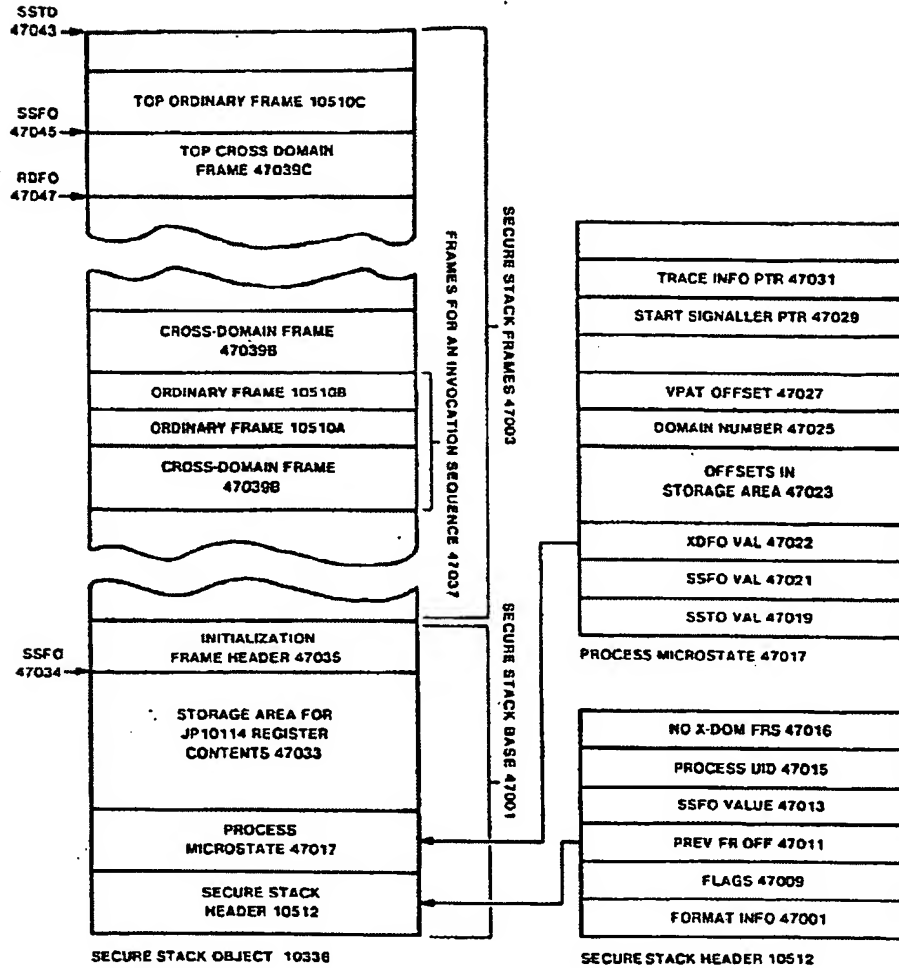 SSTO
47043
TOP ORDINARY FRAME 10510C
SSFO
47045
TOP CROSS DOMAIN
FRAME 47039C
RDFO
47047
CROSS-DOMAIN FRAME
47039B
ORDINARY FRAME 10510B
ORDINARY FRAME 10510A
CROSS-DOMAIN FRAME
47039B
FRAMES FOR AN INVOCATION SEQUENCE 47037
SECURE STACK FRAMES 47003
INITIALIZATION
FRAME HEADER 47035
SSFO
47034
STORAGE AREA FOR
JP10114 REGISTER
CONTENTS 47033
PROCESS
MICROSTATE 47017
SECURE STACK
HEADER 10512
SECURE STACK BASE 47001
SECURE STACK OBJECT 10336
TRACE INFO PTR 47031
START SIGNALLER PTR 47029
VPAT OFFSET 47027
DOMAIN NUMBER 47025
OFFSETS IN
STORAGE AREA 47023
XDFO VAL 47022
SSFO VAL 47021
SSTO VAL 47019
PROCESS MICROSTATE 47017
NO X-DOM FRS 47016
PROCESS UID 47015
SSFO VALUE 47013
PREV FR OFF 47011
FLAGS 47009
FORMAT INFO 47001
SECURE STACK HEADER 10512